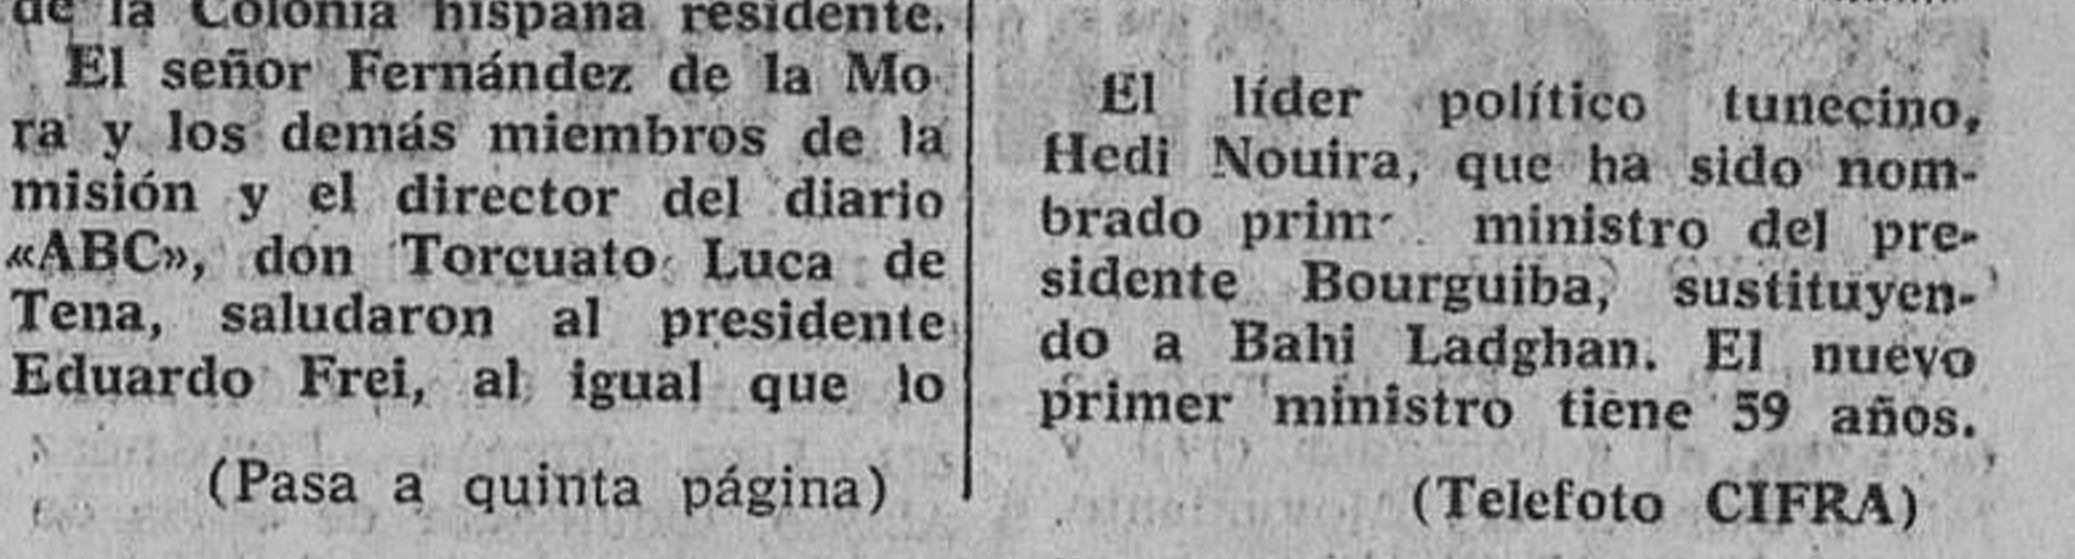 de la Colonia hispana residente.
El señor Fernández de la Mo
ra y los demás miembros de la
misión y el director del diario
«ABC», don Torcuato Luca de
Tena, saludaron al presidente
Eduardo Frei, al igual que lo
(Pasa a quinta página)
El líder político tunecino,
Hedi Nouira, que ha sido nom-
brado prim ministro del pre-
sidente Bourguiba, sustituyen-
do a Bahi Ladghan. El nuevo
primer ministro tiene 59 años.
(Telefoto CIFRA)